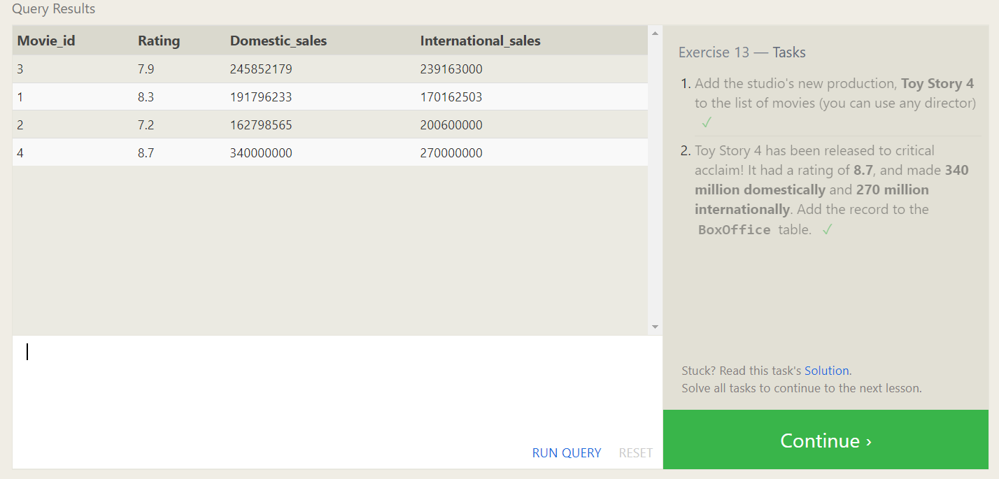 Query Results
Movie_id Rating Domestic_sales International_sales
3 7.9 245852179 239163000
1 8.3 191796233 170162503
2 7.2 162798565 200600000
4 8.7 340000000 270000000
RUN QUERY RESET
Exercise 13 — Tasks
1. Add the studio's new production, Toy Story 4
to the list of movies (you can use any director)
✓
2. Toy Story 4 has been released to critical
acclaim! It had a rating of 8.7, and made 340
million domestically and 270 million
internationally. Add the record to the
BoxOffice table. ✓
Stuck? Read this task's Solution.
Solve all tasks to continue to the next lesson.
Continue ›